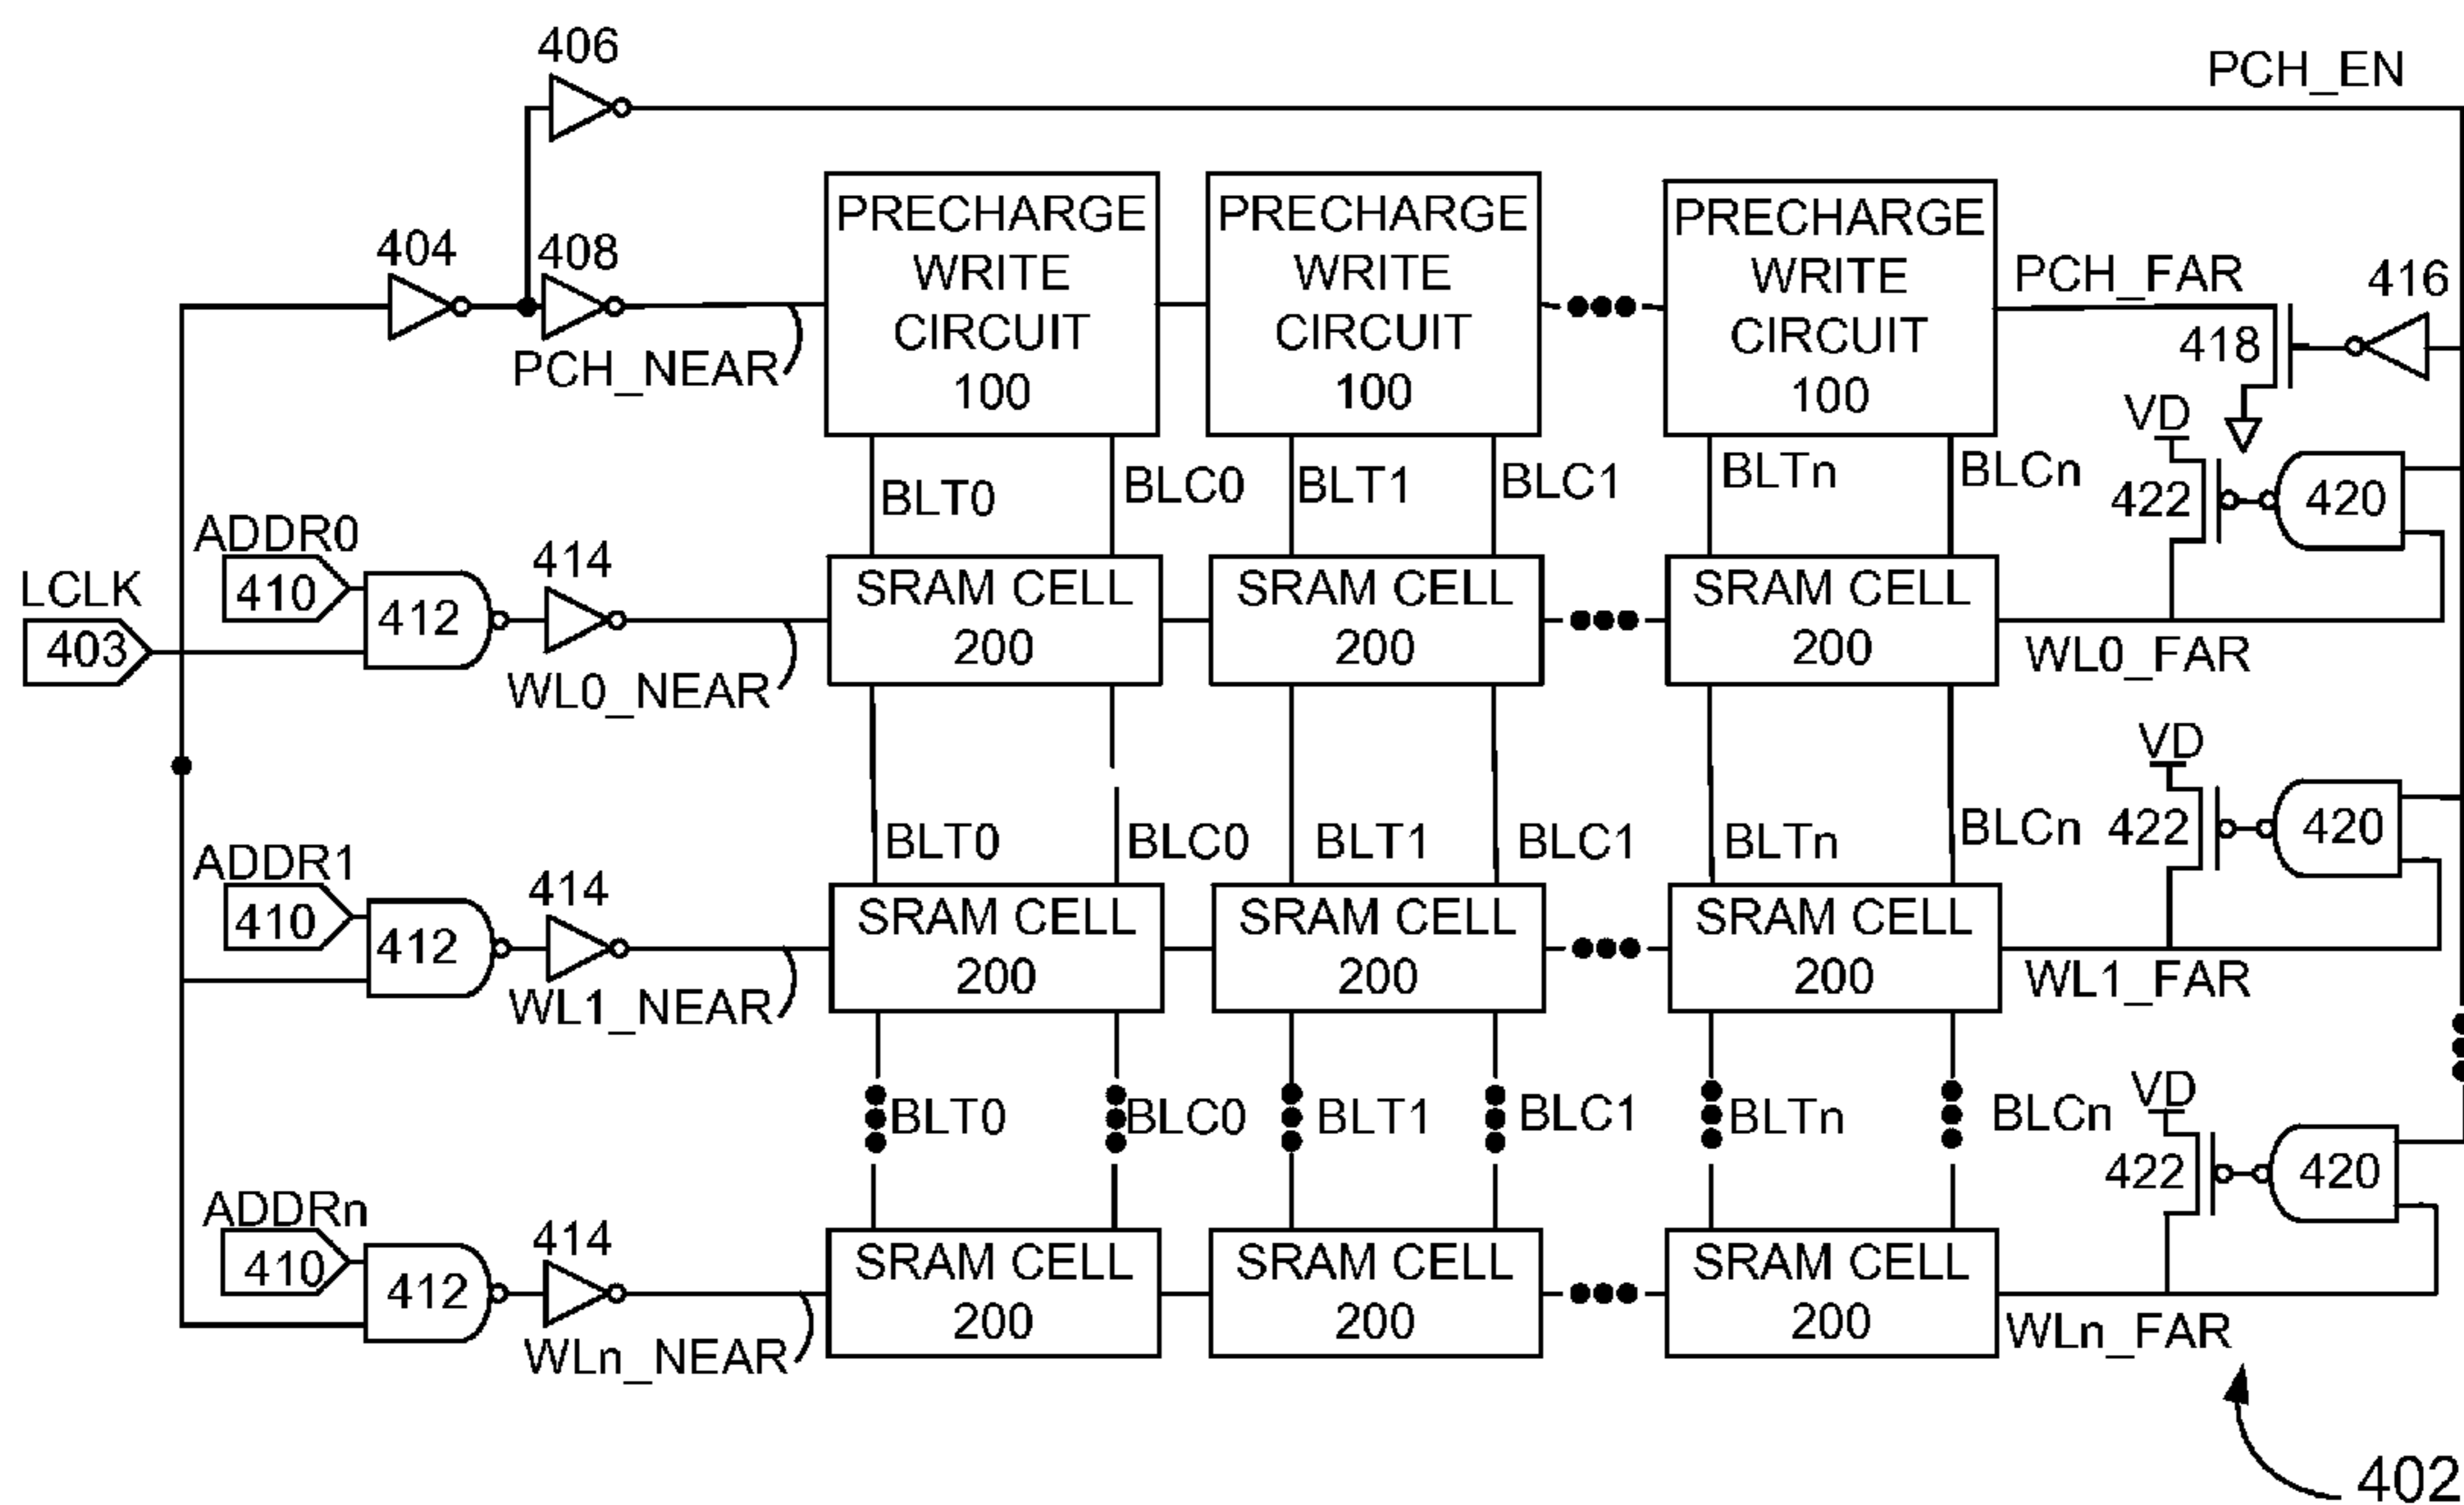 406
PCH_EN
404
408
PCH_NEAR
PRECHARGE
WRITE
CIRCUIT
100
PRECHARGE
WRITE
CIRCUIT
100
PRECHARGE
WRITE
CIRCUIT
100
PCH_FAR
416
418
VD
422
420
BLT0
BLC0
BLT1
BLC1
BLTn
BLCn
LCLK
403
ADDR0
410
412
414
WL0_NEAR
SRAM CELL
200
SRAM CELL
200
SRAM CELL
200
WL0_FAR
VD
422
420
BLT0
BLC0
BLT1
BLC1
BLTn
BLCn
ADDR1
410
412
414
WL1_NEAR
SRAM CELL
200
SRAM CELL
200
SRAM CELL
200
WL1_FAR
VD
422
420
BLT0
BLC0
BLT1
BLC1
BLTn
BLCn
ADDRn
410
412
414
WLn_NEAR
SRAM CELL
200
SRAM CELL
200
SRAM CELL
200
WLn_FAR
402